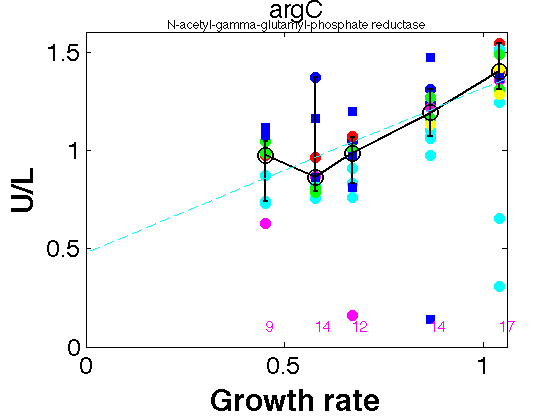 argC
N-acetyl-gamma-glutamyl-phosphate reductase
1.5
1
0.5
0
U/L
9 14 12 14 17
0 0.5 1
Growth rate